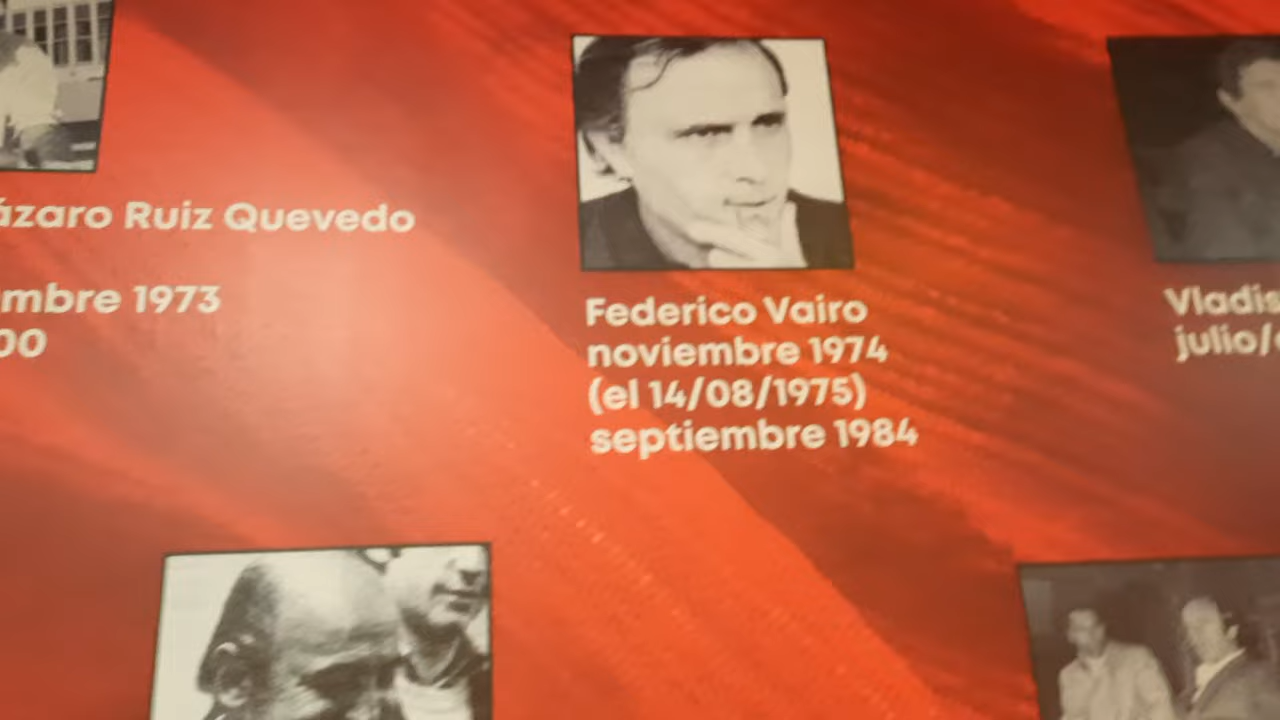 ázaro Ruiz Quevedo
mbre 1973
00
Federico Vairo
noviembre 1974
(el 14/08/1975)
septiembre 1984
Vladis
julio/